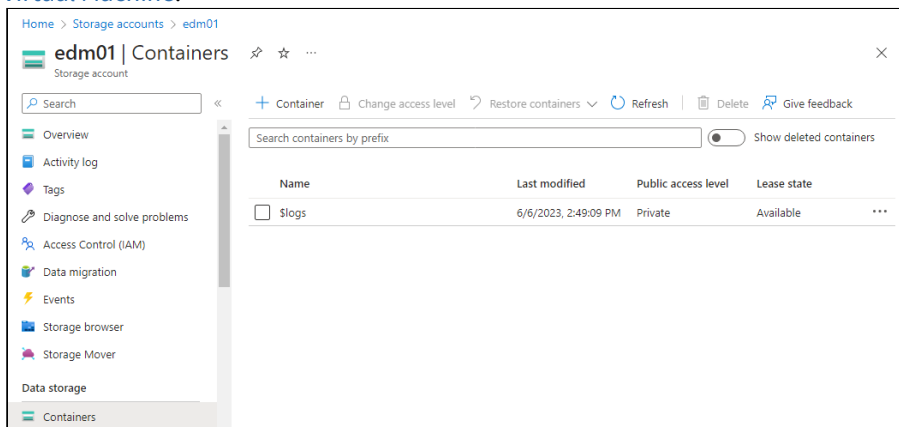 Virtual Machine.
Home > Storage accounts > edm01
edm01 | Containers
Storage account
Search
+ Container Change access level Restore containers Refresh Delete Give feedback
Search containers by prefix
Show deleted containers
Overview
Activity log
Tags
Diagnose and solve problems
Access Control (IAM)
Data migration
Events
Storage browser
Storage Mover
Data storage
Containers
Name Last modified Public access level Lease state
$logs 6/6/2023, 2:49:09 PM Private Available